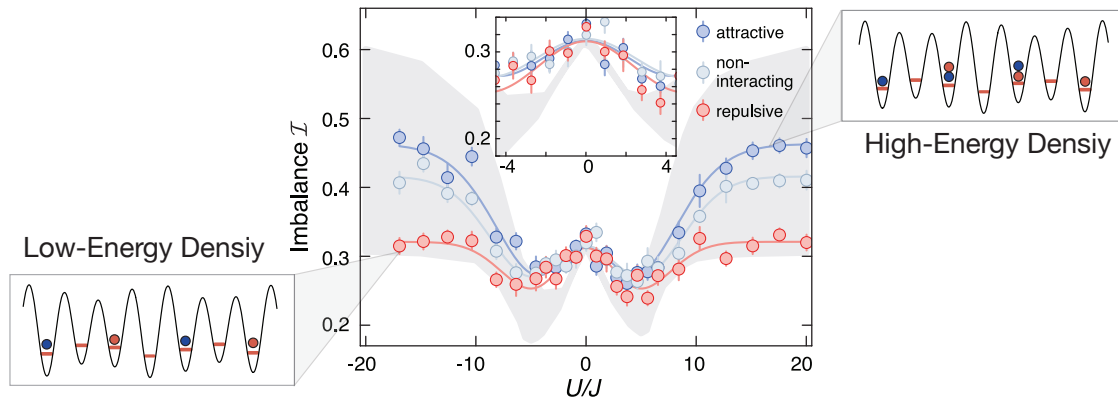 0.6
0.5
0.4
0.3
0.2
Imbalance I
-20
-10
0
10
20
U/J
0.3
0.2
-4
0
4
attractive
non-
interacting
repulsive
High-Energy Densiy
Low-Energy Densiy